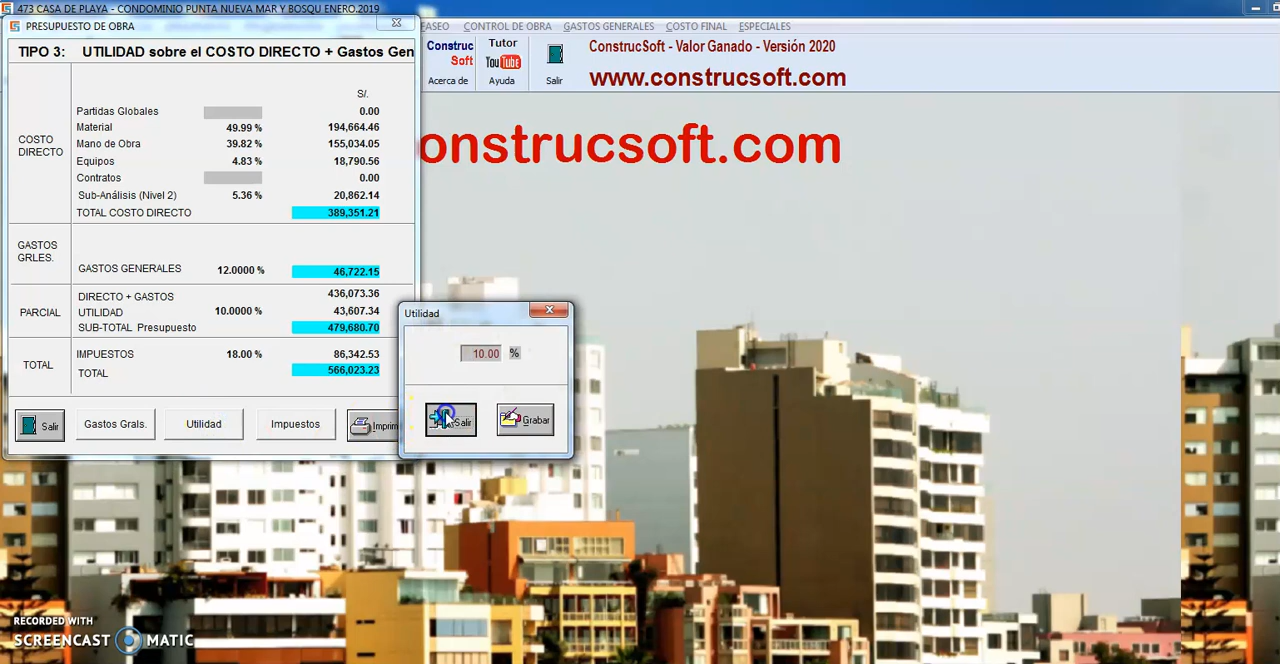 473 CASA DE PLAYA - CONDOMINIO PUNTA NUEVA MAR Y BOSQU ENERO,2019
PRESUPUESTO DE OBRA
TIPO 3: UTILIDAD sobre el COSTO DIRECTO + Gastos Gen
S/.
COSTO DIRECTO
Partidas Globales 0.00
Material 49.99 % 194,664.46
Mano de Obra 39.82 % 155,034.05
Equipos 4.83 % 18,790.56
Contratos 0.00
Sub-Análisis (Nivel 2) 5.36 % 20,862.14
TOTAL COSTO DIRECTO 389,351.21
GASTOS GRLES.
GASTOS GENERALES 12.0000 % 46,722.15
PARCIAL
DIRECTO + GASTOS 436,073.36
UTILIDAD 10.0000 % 43,607.34
SUB-TOTAL Presupuesto 479,680.70
TOTAL
IMPUESTOS 18.00 % 86,342.53
TOTAL 566,023.23
Salir Gastos Grals. Utilidad Impuestos Imprim
Utilidad
10.00 %
Salir Grabar
EASEO CONTROL DE OBRA GASTOS GENERALES COSTO FINAL ESPECIALES
Construc Soft
Acerca de
Tutor
YouTube
Ayuda
Salir
ConstrucSoft - Valor Ganado - Versión 2020
www.construcsoft.com
onstrucsoft.com
RECORDED WITH
SCREENCAST MATIC